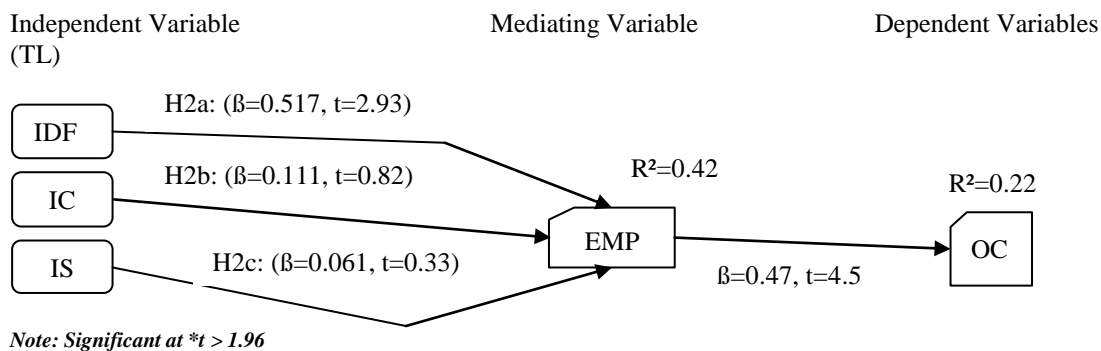 Independent Variable
(TL)
Mediating Variable
Dependent Variables
H2a: (ß=0.517, t=2.93)
IDF
H2b: (ß=0.111, t=0.82)
R²=0.42
R²=0.22
IC
EMP
OC
H2c: (ß=0.061, t=0.33)
IS
ß=0.47, t=4.5
Note: Significant at *t > 1.96